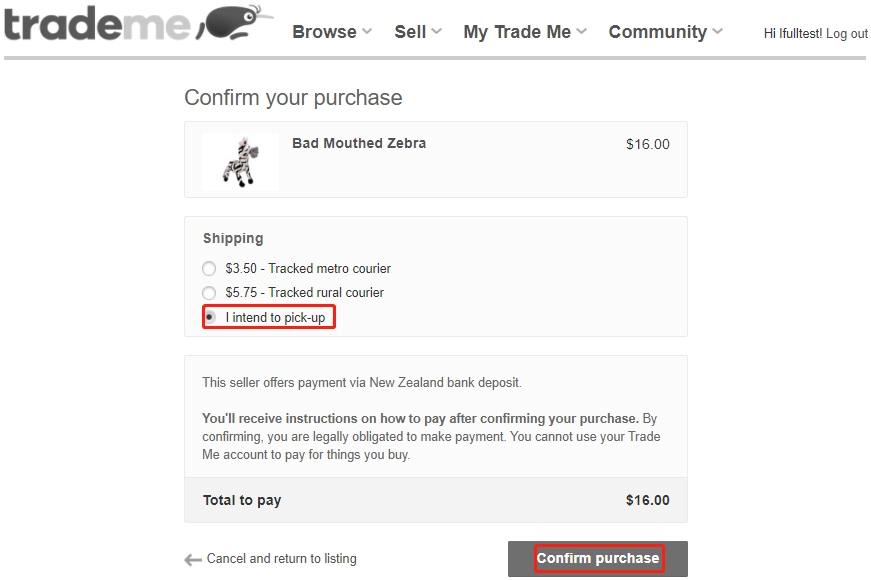 trademe
Browse Sell My Trade Me Community Hi lfulltest! Log out
Confirm your purchase
Bad Mouthed Zebra $16.00
Shipping
$3.50 - Tracked metro courier
$5.75 - Tracked rural courier
I intend to pick-up
This seller offers payment via New Zealand bank deposit.
You'll receive instructions on how to pay after confirming your purchase. By
confirming, you are legally obligated to make payment. You cannot use your Trade
Me account to pay for things you buy.
Total to pay $16.00
Cancel and return to listing Confirm purchase